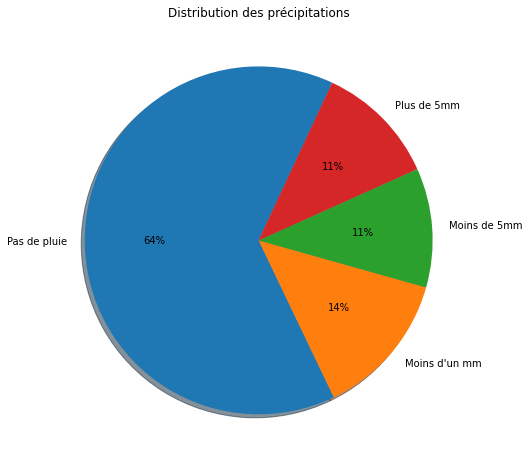 Distribution des précipitations
Plus de 5mm
11%
Moins de 5mm
11%
Pas de pluie
64%
14%
Moins d'un mm